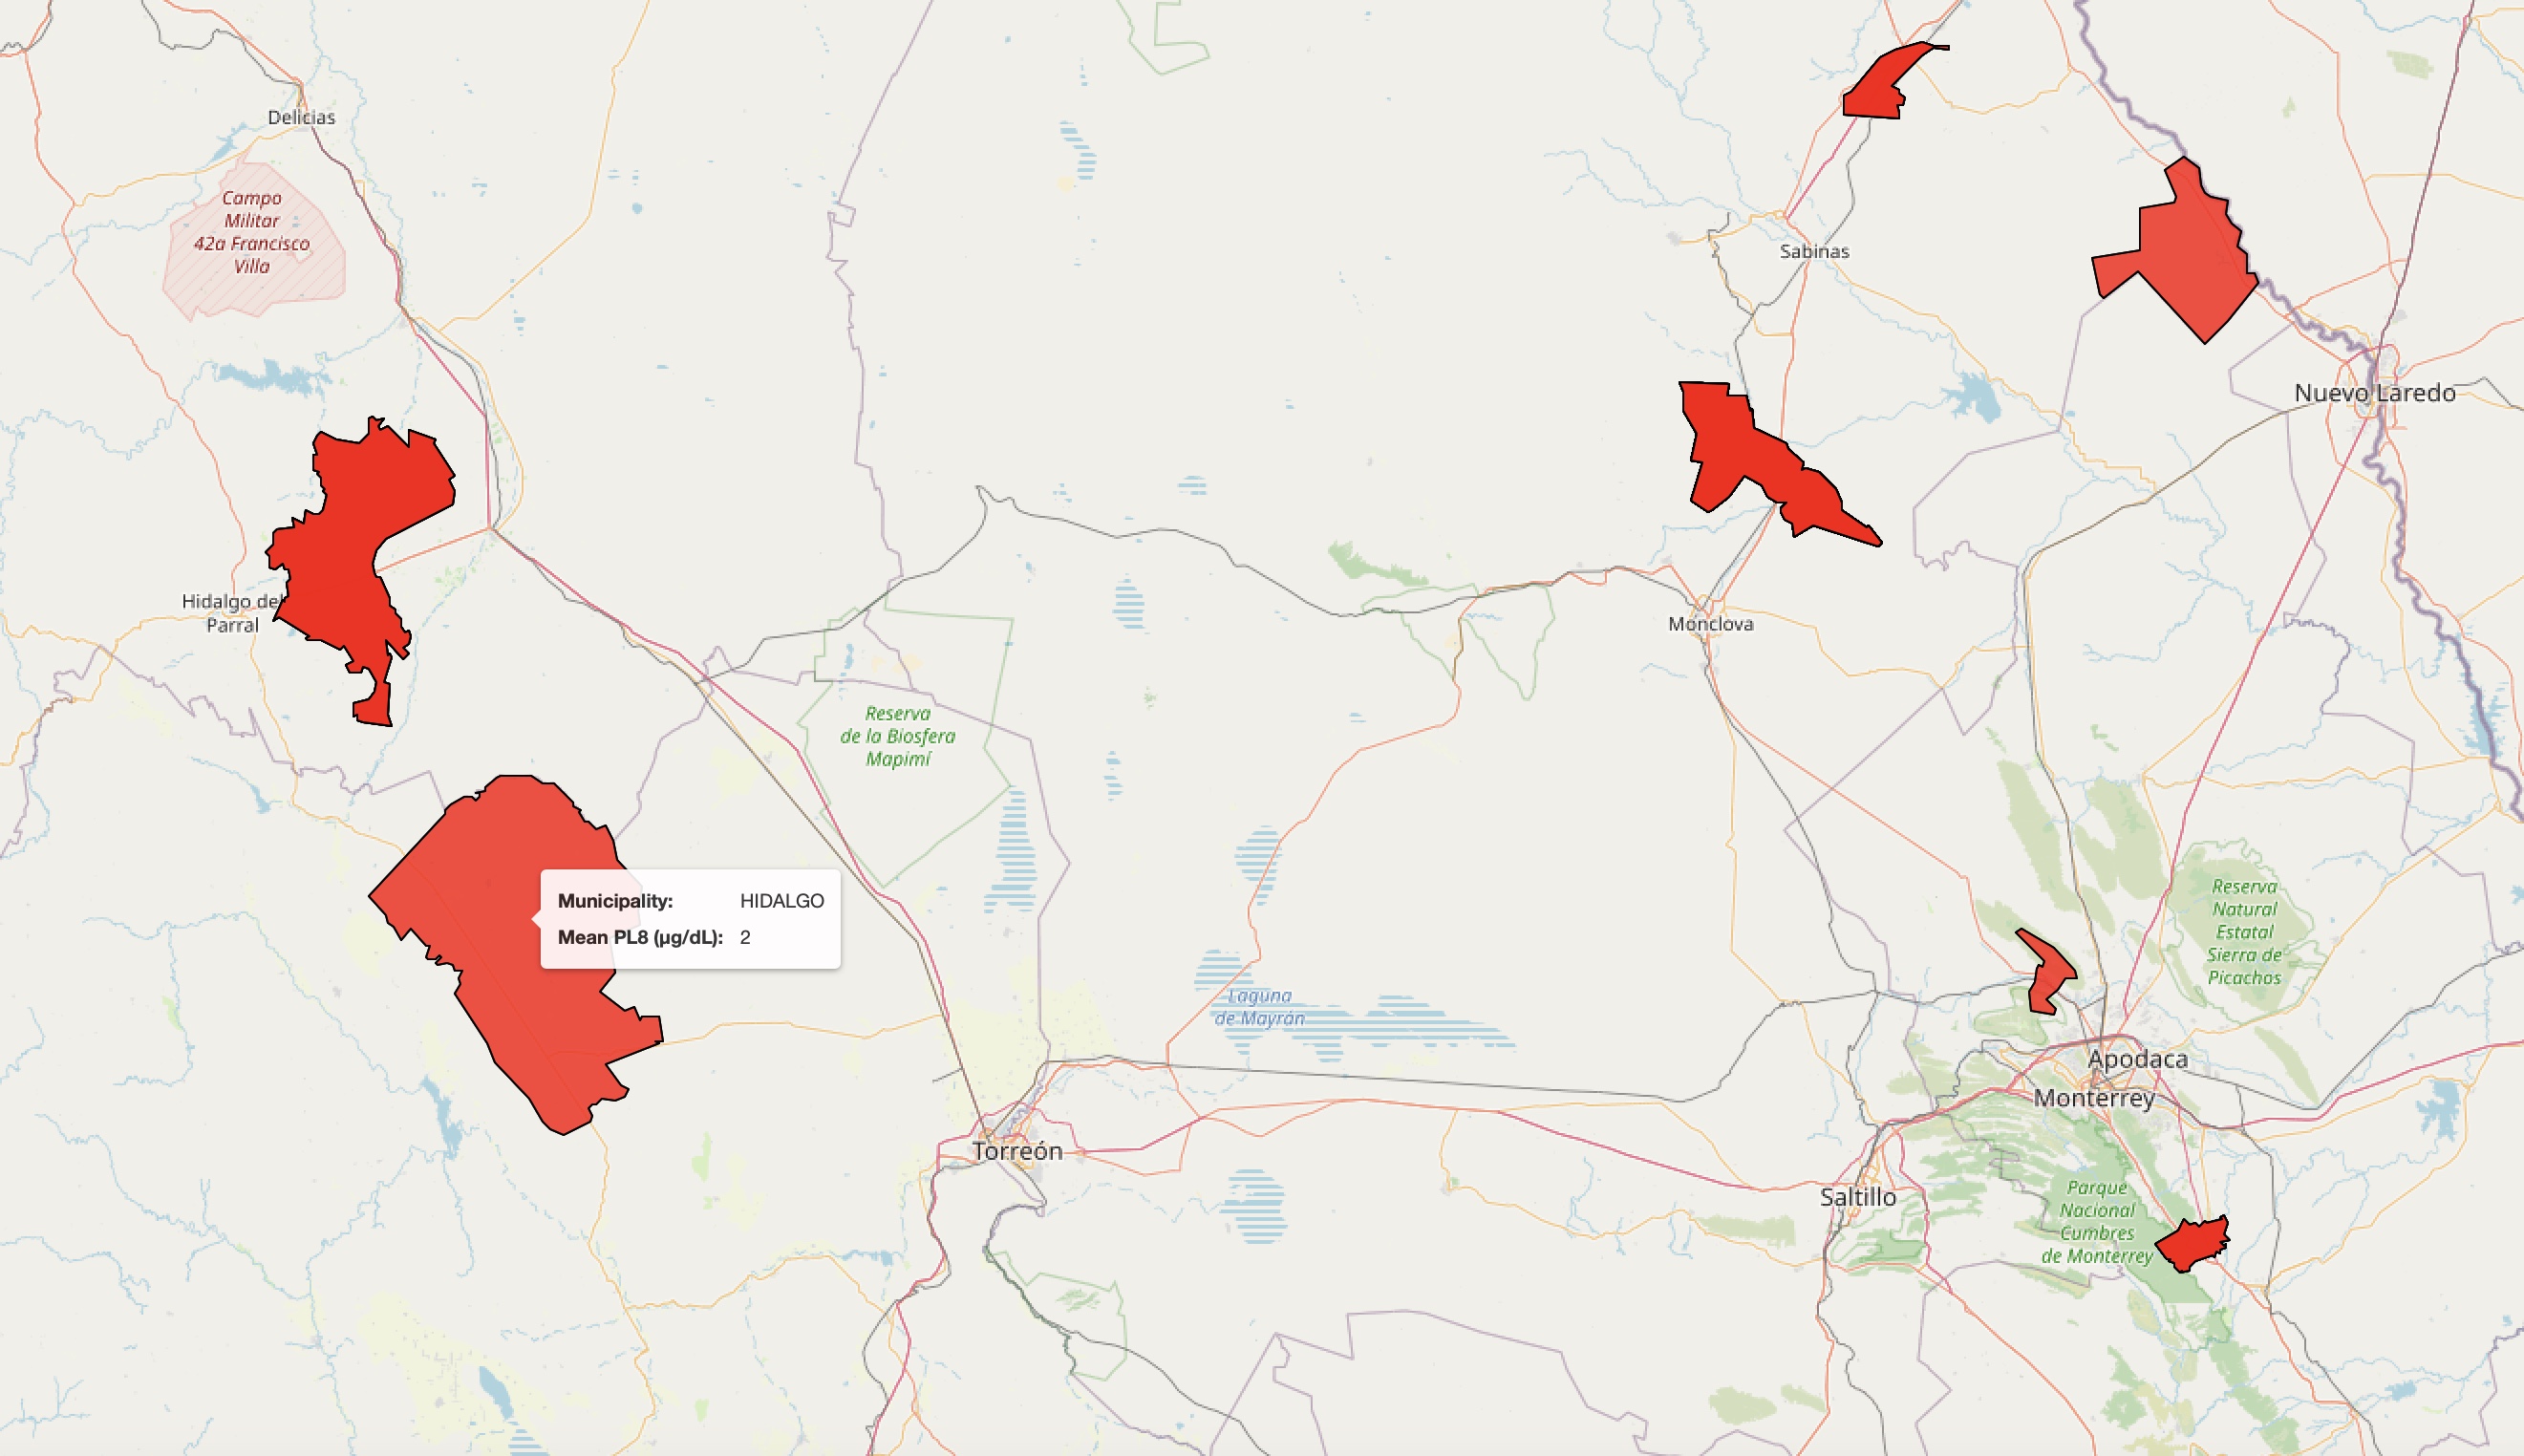 Delicias
Campo
Militar
42a Francisco
Villa
Sabinas
Nuevo Laredo
Hidalgo del
Parral
Monclova
Reserva
de la Biosfera
Mapimí
Municipality: HIDALGO
Mean PL8 (µg/dL): 2
Reserva
Natural
Estatal
Sierra de
Picachos
Laguna
de Mayrán
Apodaca
Monterrey
Torreón
Saltillo
Parque
Nacional
Cumbres
de Monterrey